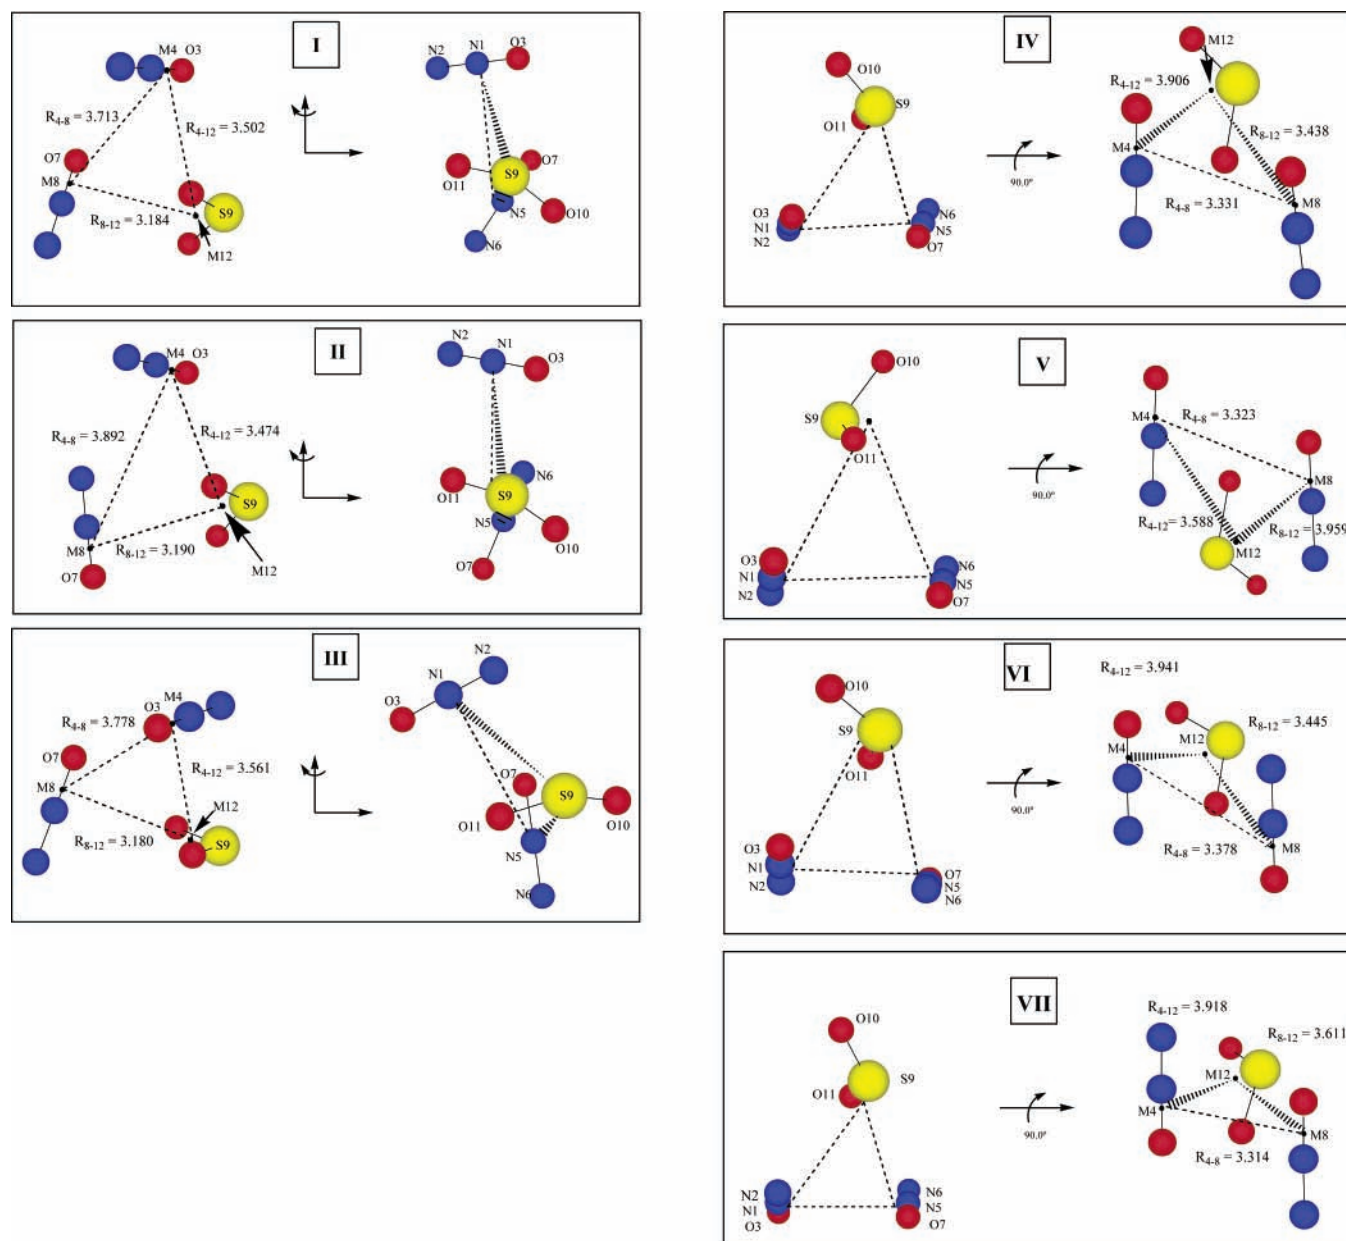 I
M4 O3
R4-8 = 3.713
R4-12 = 3.502
O7
M8
R8-12 = 3.184
S9
M12
N2 N1 O3
O7
O11
S9
N5
O10
N6
II
M4 O3
R4-8 = 3.892
R4-12 = 3.474
S9
M8
R8-12 = 3.190
O7
M12
N2 N1
O3
N6
O11
S9
N5
O10
O7
III
M4
O3
R4-8 = 3.778
O7
R4-12 = 3.561
M8
M12
R8-12 = 3.180
S9
N2
N1
O3
O7
S9
O11
O10
N5
N6
IV
O10
S9
O11
O3
N1
N2
N6
N5
O7
90.0º
M12
R4-12 = 3.906
R8-12 = 3.438
M4
R4-8 = 3.331
M8
V
O10
S9
O11
O3
N1
N2
N6
N5
O7
90.0º
M4
R4-8 = 3.323
M8
R4-12 = 3.588
R8-12 = 3.959
M12
VI
O10
S9
O11
O3
N1
N2
O7
N5
N6
90.0º
R4-12 = 3.941
R8-12 = 3.445
M12
M4
R4-8 = 3.378
M8
VII
O10
S9
O11
N2
N1
O3
N6
N5
O7
90.0º
R4-12 = 3.918
R8-12 = 3.611
M12
M4
M8
R4-8 = 3.314